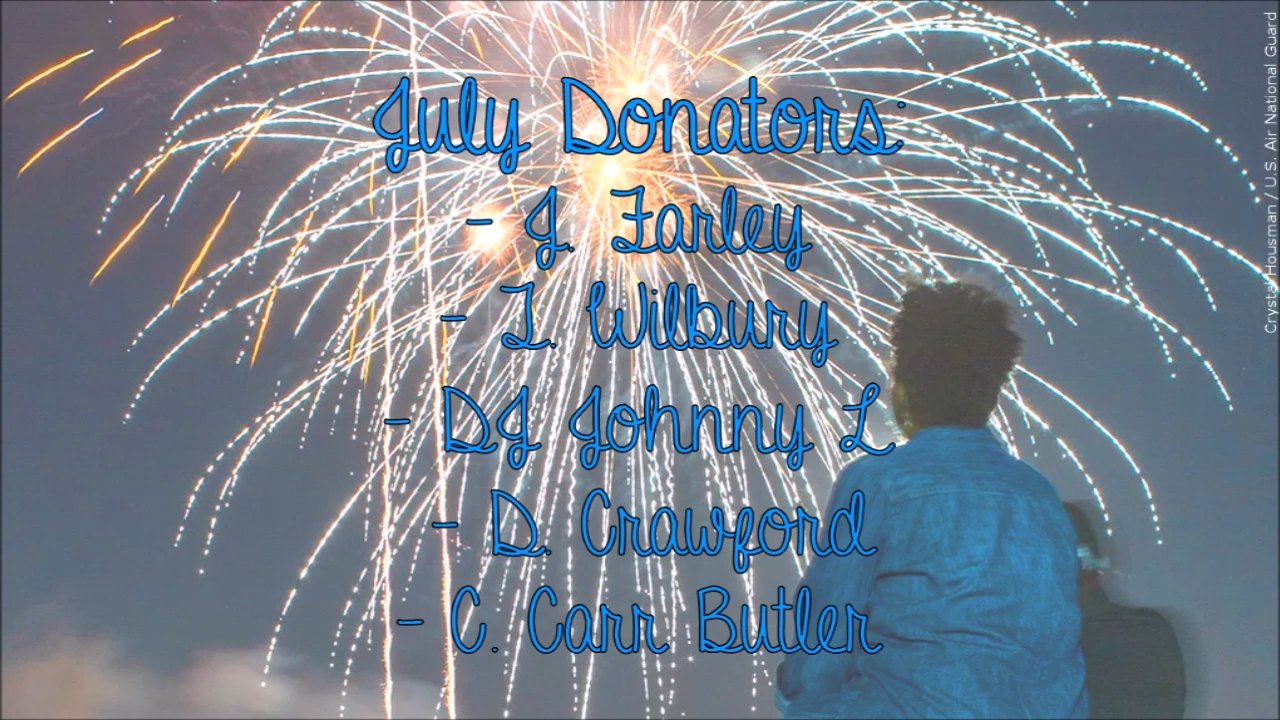 July Donators:
- J. Farley
- T. Wilbury
- DJ Johnny L
- D. Crawford
- C. Carr Butler
Crystal Housman / U.S. Air National Guard